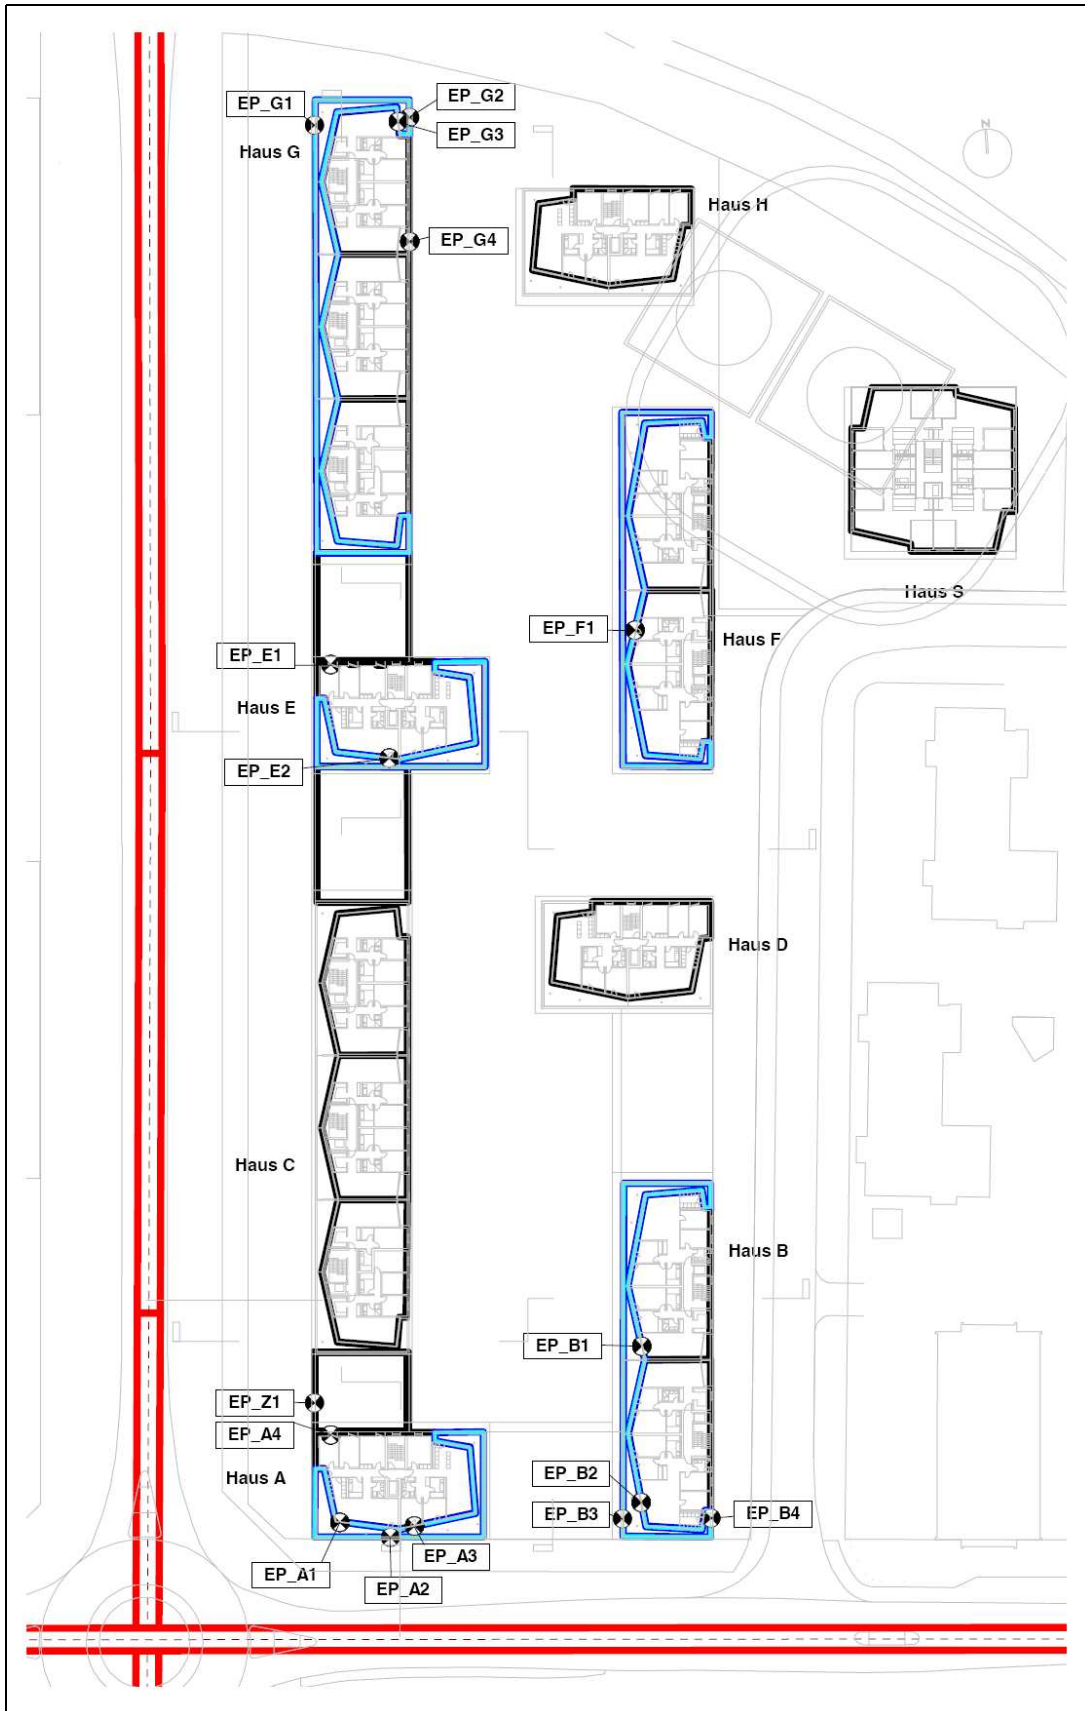 EP_G1
EP_G2
EP_G3
Haus G
N
Haus H
EP_G4
Haus S
EP_F1
Haus F
EP_E1
Haus E
EP_E2
Haus D
Haus C
Haus B
EP_B1
EP_Z1
EP_A4
Haus A
EP_B2
EP_B3
EP_B4
EP_A3
EP_A1
EP_A2